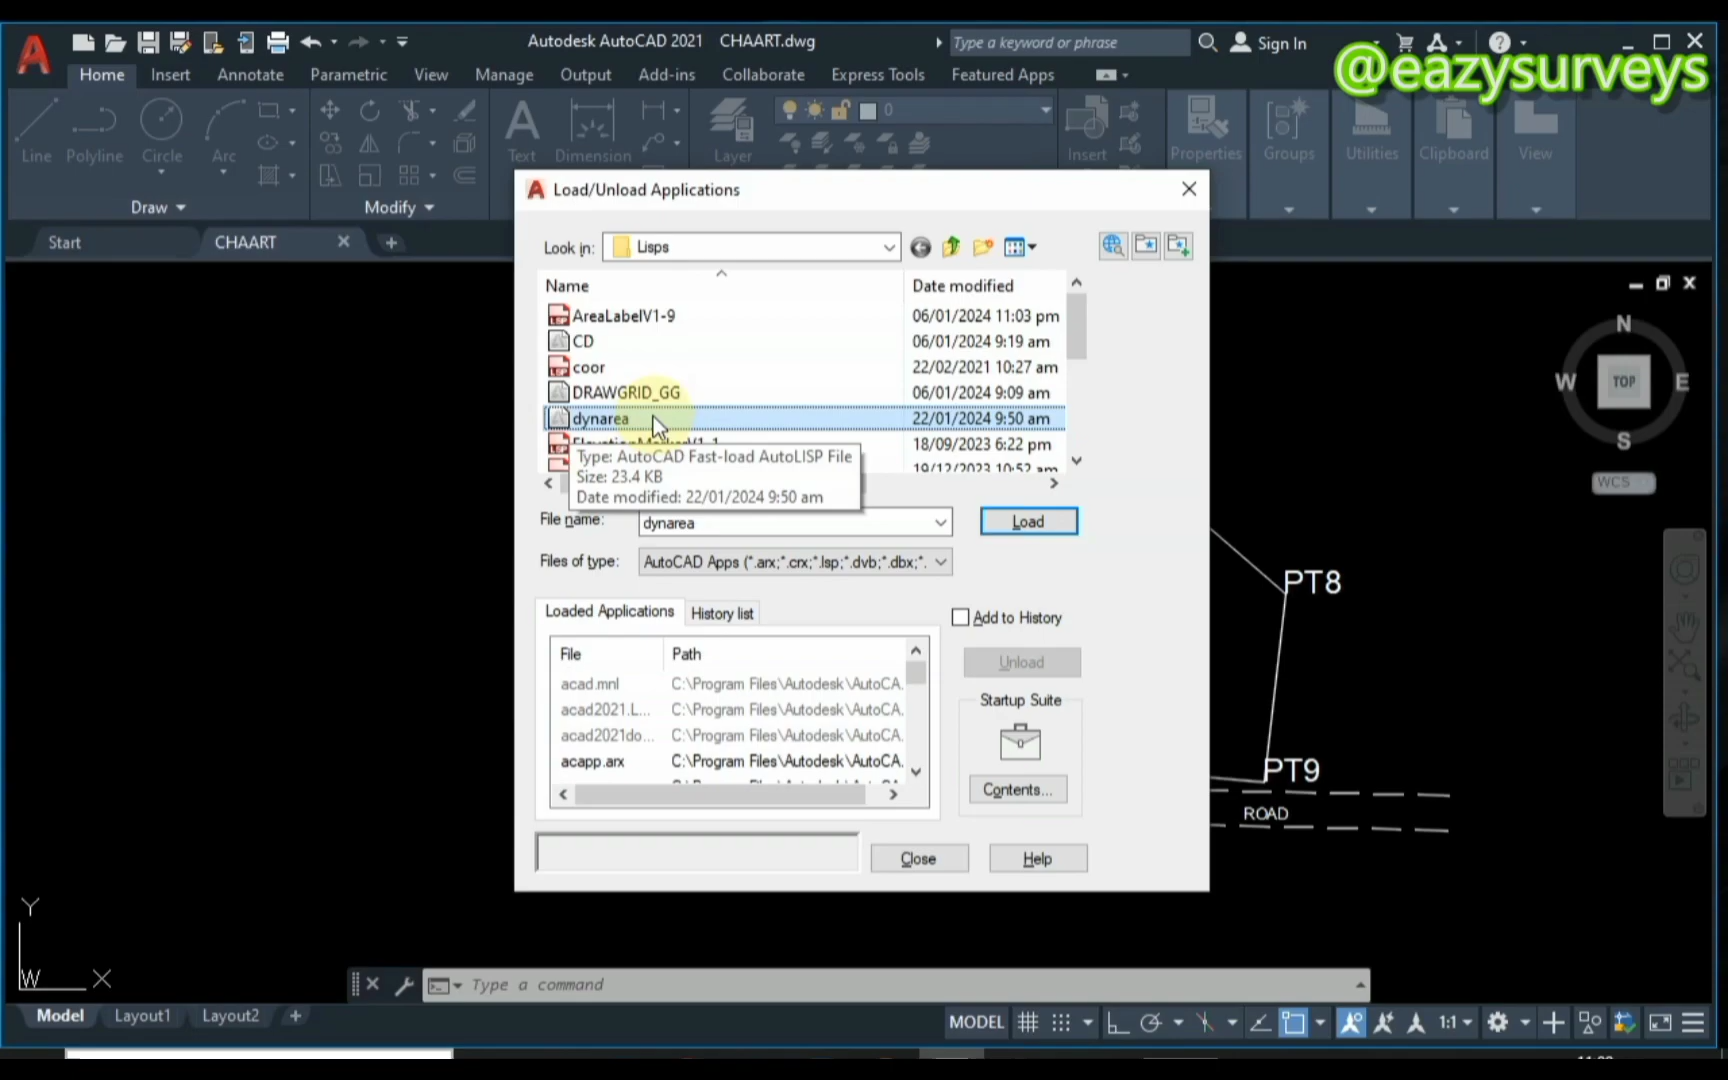 Autodesk AutoCAD 2021 CHAART.dwg
Type a keyword or phrase
Sign In
@eazysurveys
Home Insert Annotate Parametric View Manage Output Add-ins Collaborate Express Tools Featured Apps
0
Line Polyline Circle Arc Text Dimension Layer Insert Properties Groups Utilities Clipboard View
Draw Modify
Start CHAART
Load/Unload Applications
Look in: Lisps
Name Date modified
AreaLabelV1-9 06/01/2024 11:03 pm
CD 06/01/2024 9:19 am
coor 22/02/2021 10:27 am
DRAWGRID_GG 06/01/2024 9:09 am
dynarea 22/01/2024 9:50 am
ElevationMarkerV1-1 18/09/2023 6:22 pm
19/12/2023 10:52 am
Type: AutoCAD Fast-load AutoLISP File
Size: 23.4 KB
Date modified: 22/01/2024 9:50 am
File name: dynarea Load
Files of type: AutoCAD Apps (*.arx;*.crx;*.lsp;*.dvb;*.dbx;*.
Loaded Applications History list
Add to History
File Path
acad.mnl C:\Program Files\Autodesk\AutoCA.
acad2021.L... C:\Program Files\Autodesk\AutoCA.
acad2021do... C:\Program Files\Autodesk\AutoCA.
acapp.arx C:\Program Files\Autodesk\AutoCA.
Unload
Startup Suite
Contents...
Close Help
N
W TOP E
S
WCS
PT8
PT9
ROAD
Y
W X
Type a command
Model Layout1 Layout2
MODEL 1:1